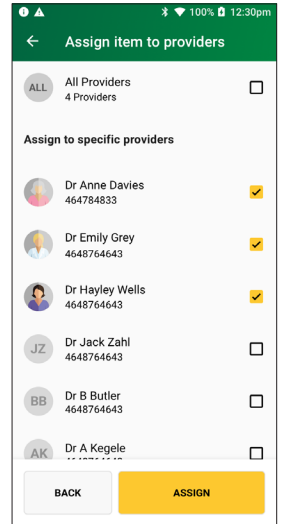 100% 12:30pm
Assign item to providers
ALL
All Providers
4 Providers
Assign to specific providers
Dr Anne Davies
464784833
Dr Emily Grey
4648764643
Dr Hayley Wells
4648764643
JZ
Dr Jack Zahl
4648764643
BB
Dr B Butler
4648764643
AK
Dr A Kegele
BACK
ASSIGN